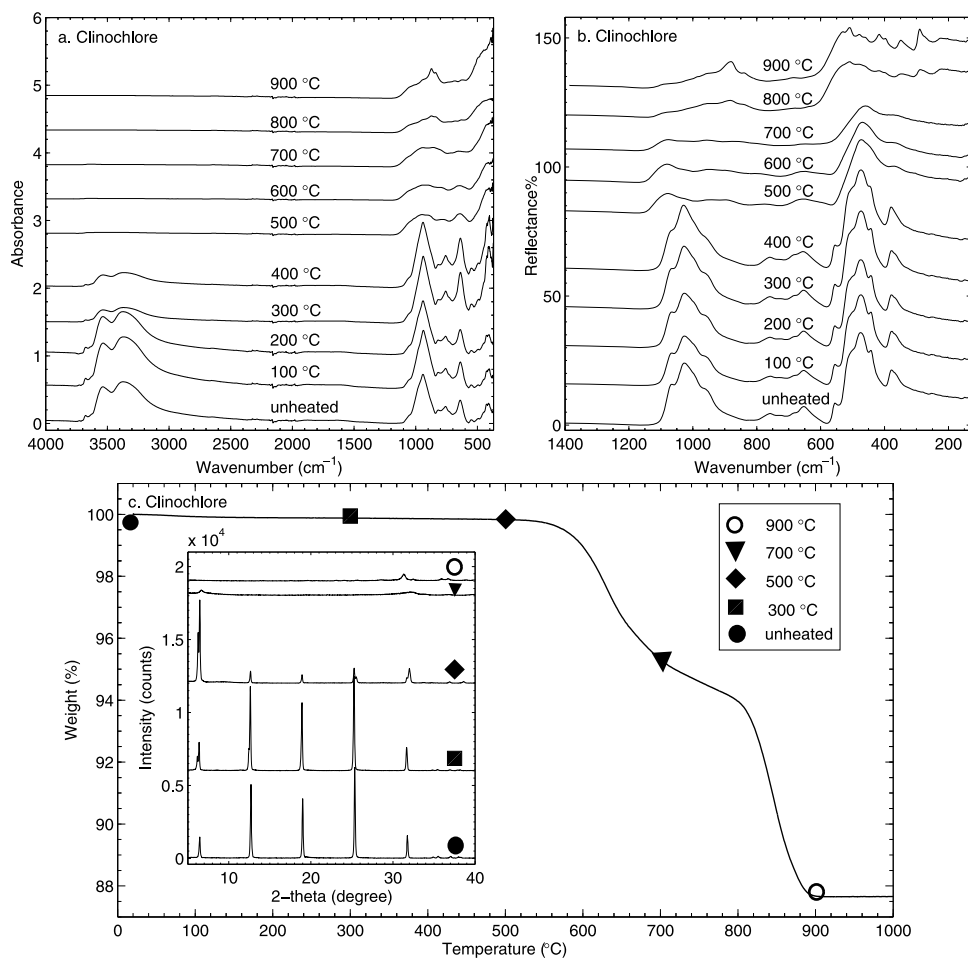 a. Clinochlore
6
5
4
3
2
1
0
Absorbance
900 °C
800 °C
700 °C
600 °C
500 °C
400 °C
300 °C
200 °C
100 °C
unheated
4000 3500 3000 2500 2000 1500 1000 500
Wavenumber (cm−1)
b. Clinochlore
150
100
50
0
Reflectance%
900 °C
800 °C
700 °C
600 °C
500 °C
400 °C
300 °C
200 °C
100 °C
unheated
1400 1200 1000 800 600 400 200
Wavenumber (cm−1)
c. Clinochlore
100
98
96
94
92
90
88
Weight (%)
x 10^4
2
1
0.5
0
Intensity (counts)
10 20 30 40
2−theta (degree)
900 °C
700 °C
500 °C
300 °C
unheated
0 100 200 300 400 500 600 700 800 900 1000
Temperature (°C)